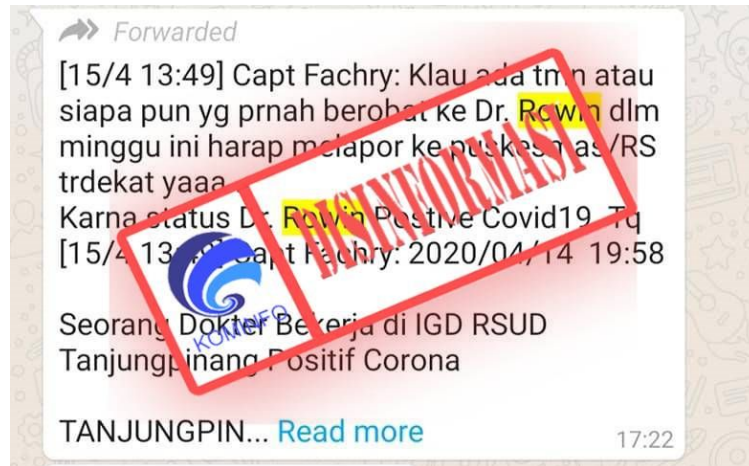 Forwarded
[15/4 13:49] Capt Fachry: Klau ada tmn atau
siapa pun yg prnah berobat ke Dr. Rowin dlm
minggu ini harap melapor ke puskesmas/RS
trdekat yaaa
Karna status Dr. Rowin Postive Covid19 Tq
[15/4 13:49] Capt Fachry: 2020/04/14 19:58
Seorang Dokter Bekerja di IGD RSUD
Tanjungpinang Positif Corona
TANJUNGPIN... Read more
17:22
KOMINFO
DISINFORMASI